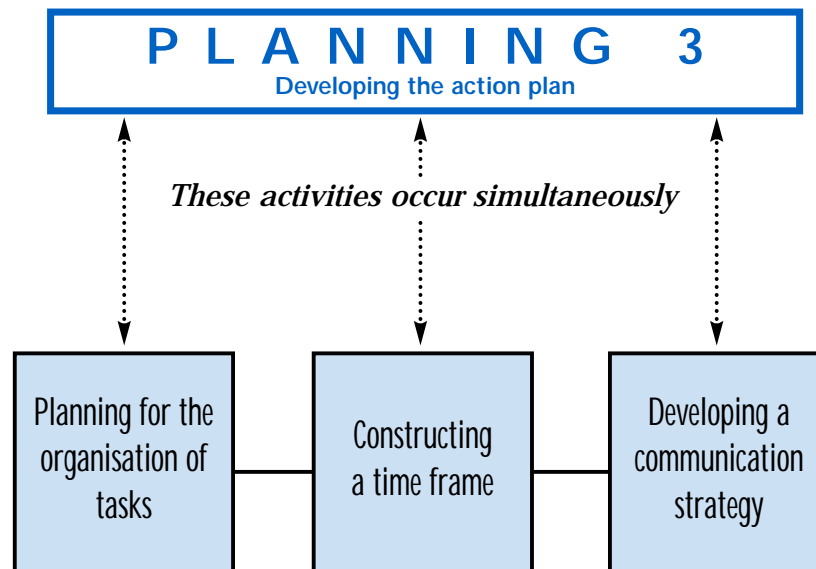 PLANNING 3
Developing the action plan
These activities occur simultaneously
Planning for the
organisation of
tasks
Constructing
a time frame
Developing a
communication
strategy